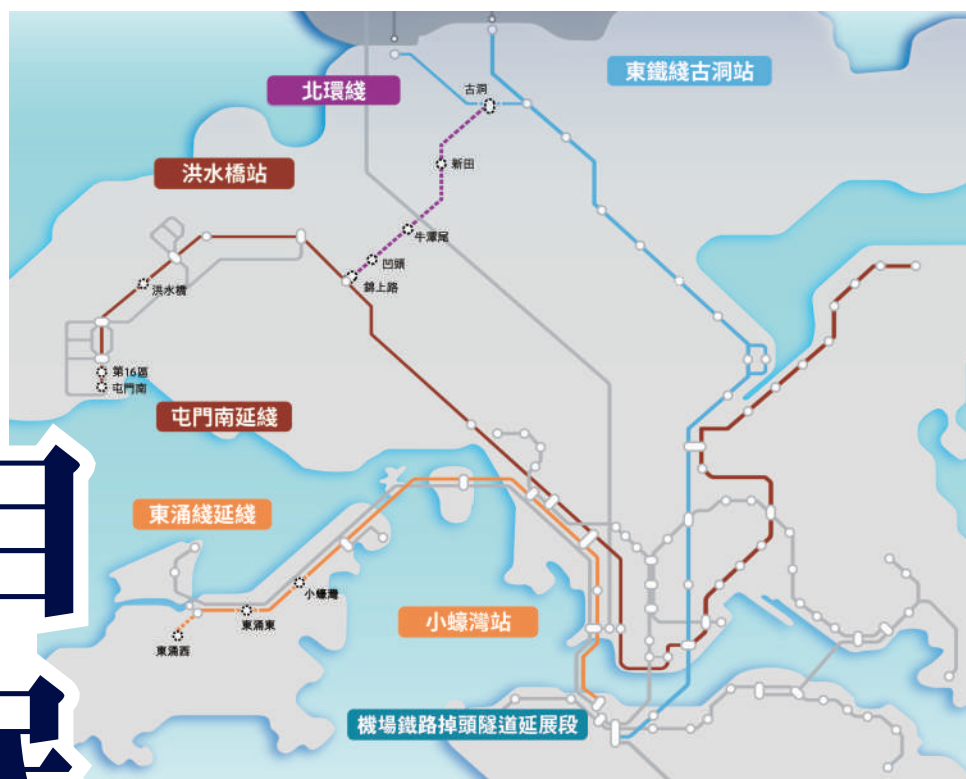 東鐵綫古洞站
北環綫
古洞
新田
洪水橋站
牛潭尾
凹頭
錦上路
洪水橋
第16區
屯門南
屯門南延綫
東涌綫延綫
小蠔灣
小蠔灣站
東涌東
東涌西
機場鐵路掉頭隧道延展段